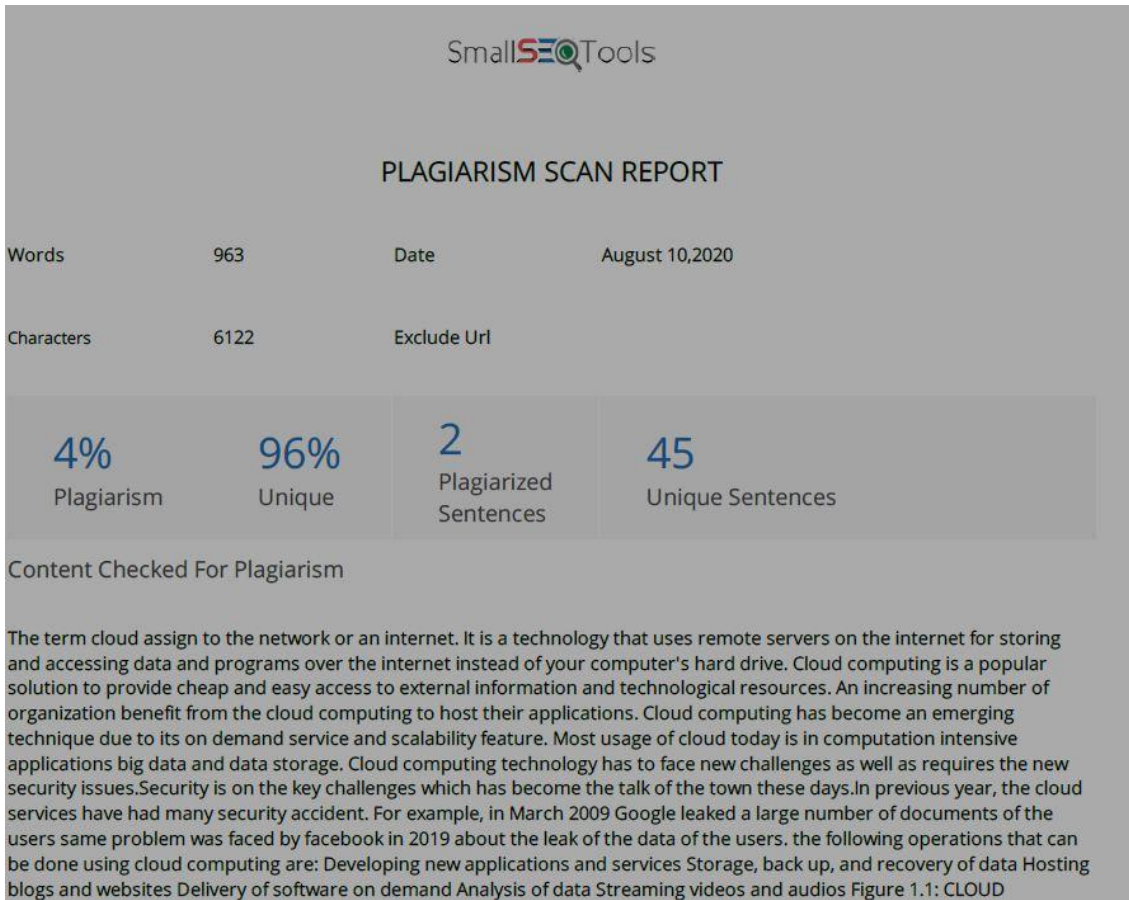 SmallSEOTools
PLAGIARISM SCAN REPORT
Words 963 Date August 10,2020
Characters 6122 Exclude Url
4% Plagiarism
96% Unique
2 Plagiarized Sentences
45 Unique Sentences
Content Checked For Plagiarism
The term cloud assign to the network or an internet. It is a technology that uses remote servers on the internet for storing
and accessing data and programs over the internet instead of your computer's hard drive. Cloud computing is a popular
solution to provide cheap and easy access to external information and technological resources. An increasing number of
organization benefit from the cloud computing to host their applications. Cloud computing has become an emerging
technique due to its on demand service and scalability feature. Most usage of cloud today is in computation intensive
applications big data and data storage. Cloud computing technology has to face new challenges as well as requires the new
security issues.Security is on the key challenges which has become the talk of the town these days.In previous year, the cloud
services have had many security accident. For example, in March 2009 Google leaked a large number of documents of the
users same problem was faced by facebook in 2019 about the leak of the data of the users. the following operations that can
be done using cloud computing are: Developing new applications and services Storage, back up, and recovery of data Hosting
blogs and websites Delivery of software on demand Analysis of data Streaming videos and audios Figure 1.1: CLOUD